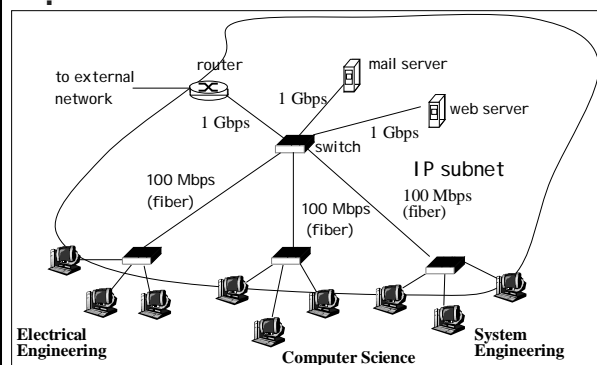 router
mail server
to external
network
1 Gbps
web server
1 Gbps
1 Gbps
switch
IP subnet
100 Mbps
(fiber)
100 Mbps
(fiber)
100 Mbps
(fiber)
Electrical
Engineering
Computer Science
System
Engineering